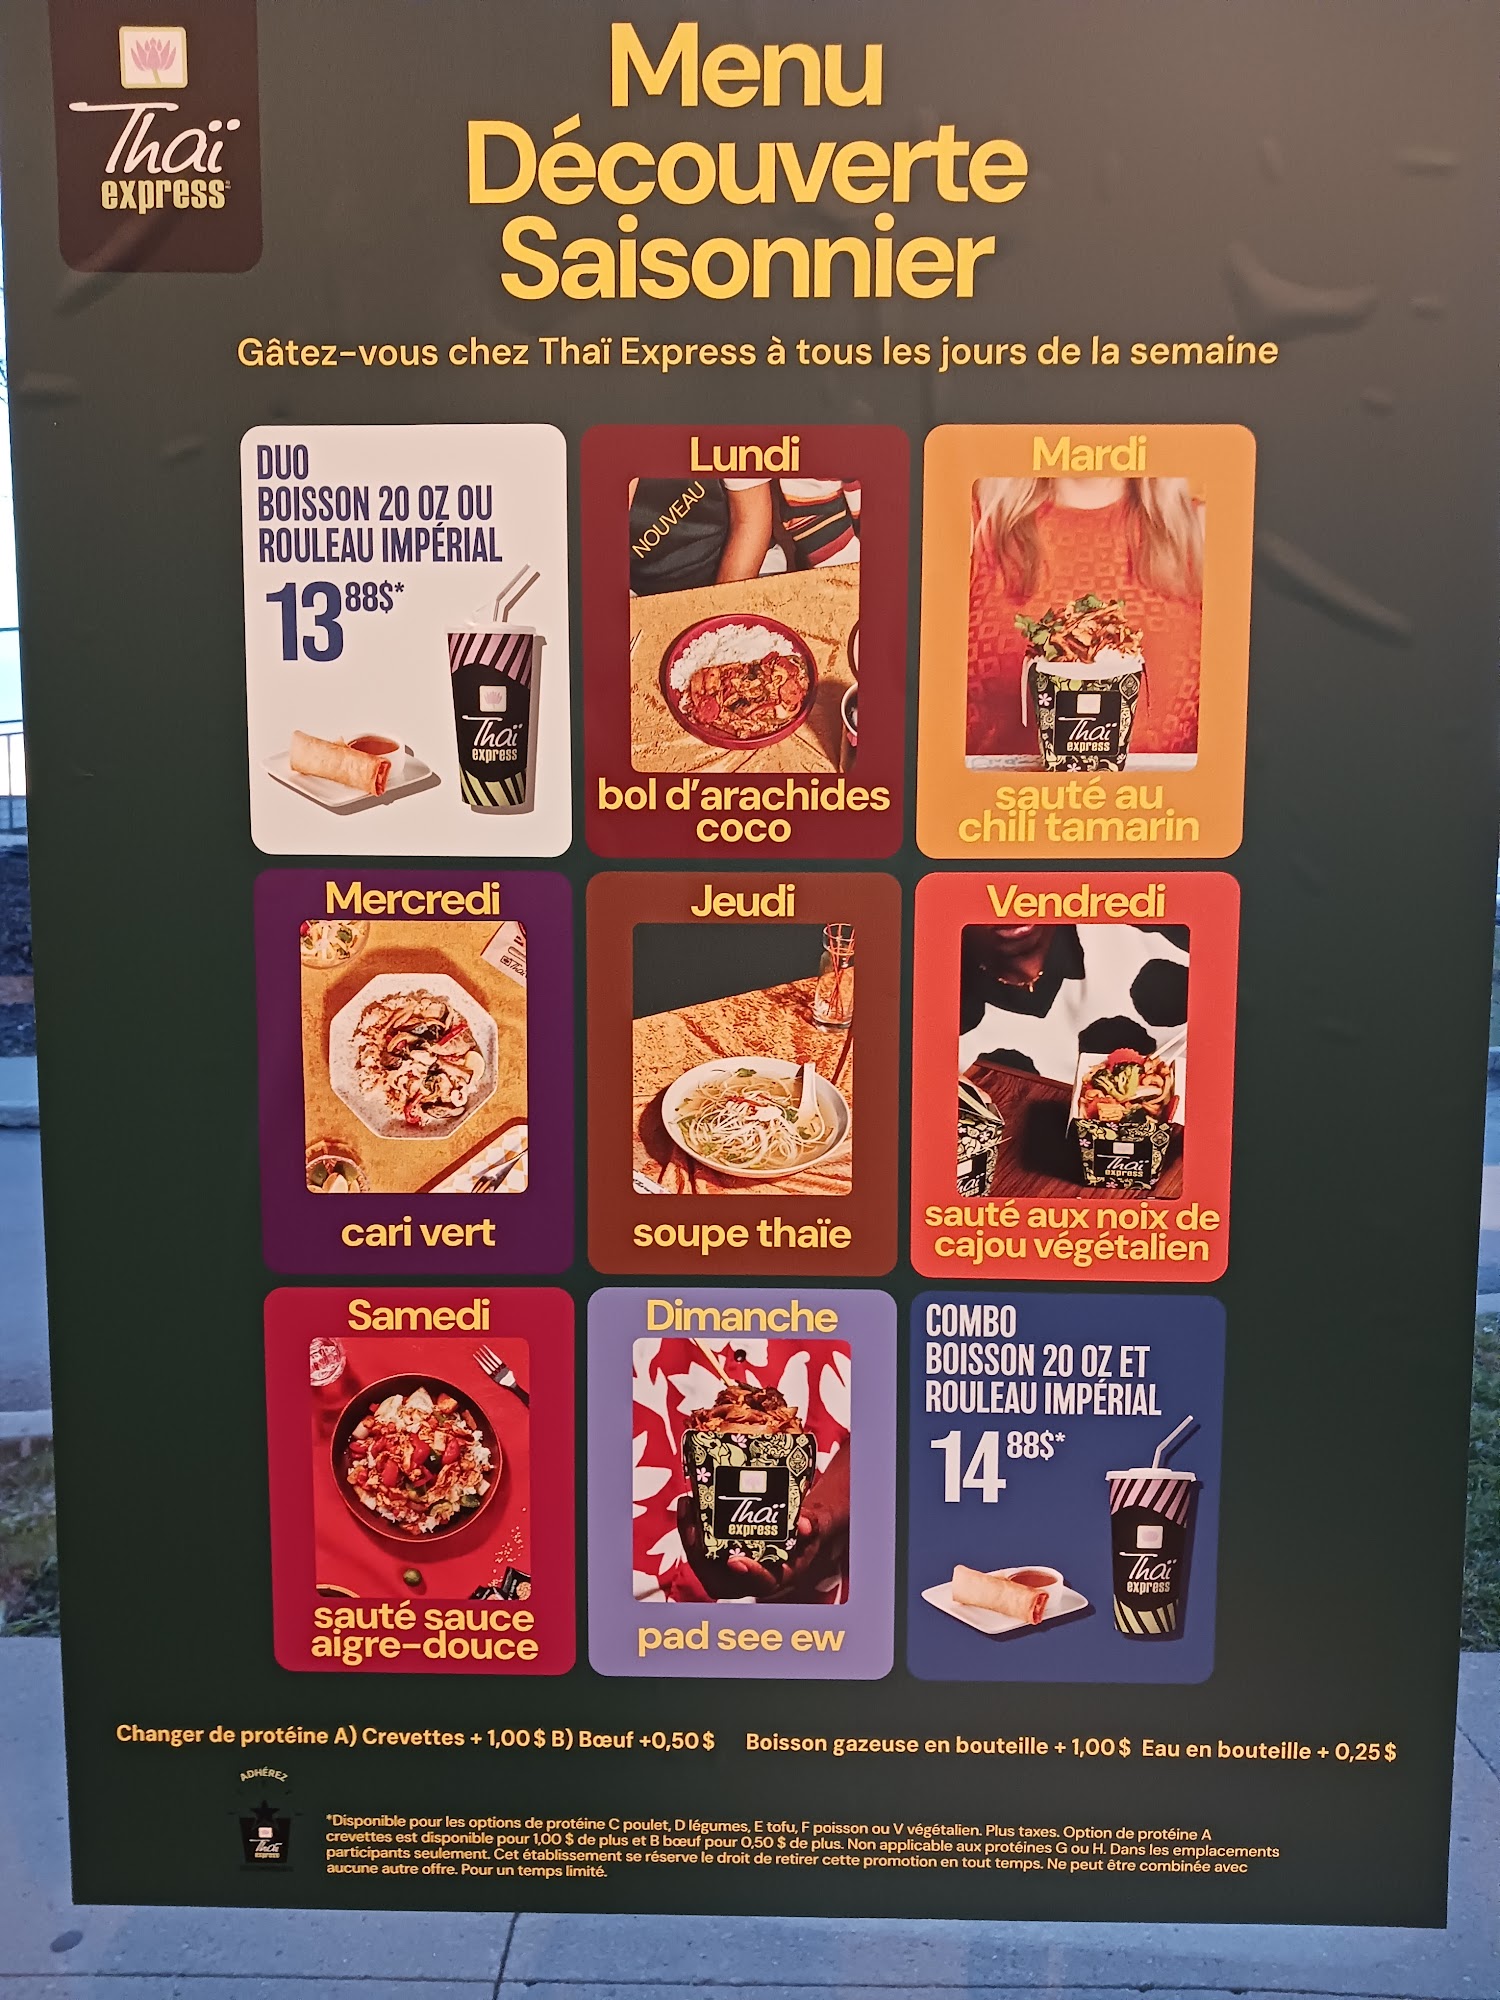 Thaï
express
Menu
Découverte
Saisonnier
Gâtez-vous chez Thaï Express à tous les jours de la semaine
DUO
BOISSON 20 OZ OU
ROULEAU IMPÉRIAL
13 88$*
Thaï
express
Lundi
NOUVEAU
bol d'arachides
coco
Mardi
Thaï
express
sauté au
chili tamarin
Mercredi
Thaï
cari vert
Jeudi
soupe thaïe
Vendredi
Thaï
express
Thaï
express
sauté aux noix de
cajou végétalien
Samedi
sauté sauce
aigre-douce
Dimanche
Thaï
express
pad see ew
COMBO
BOISSON 20 OZ ET
ROULEAU IMPÉRIAL
14 88$*
Thaï
express
Changer de protéine A) Crevettes + 1,00 $ B) Bœuf +0,50 $
Boisson gazeuse en bouteille + 1,00 $ Eau en bouteille + 0,25 $
ADHÉREZ
Thaï
express
*Disponible pour les options de protéine C poulet, D légumes, E tofu, F poisson ou V végétalien. Plus taxes. Option de protéine A
crevettes est disponible pour 1,00 $ de plus et B bœuf pour 0,50 $ de plus. Non applicable aux protéines G ou H. Dans les emplacements
participants seulement. Cet établissement se réserve le droit de retirer cette promotion en tout temps. Ne peut être combinée avec
aucune autre offre. Pour un temps limité.